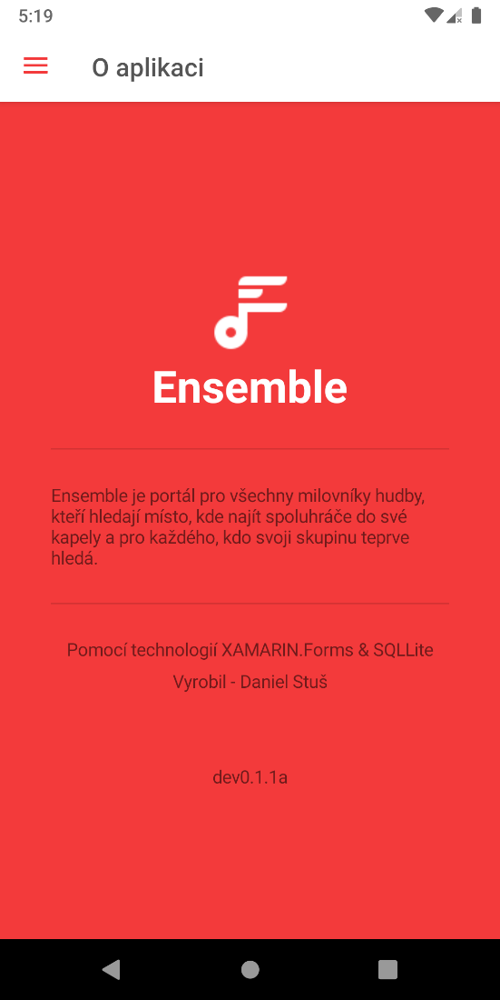 5:19
O aplikaci
Ensemble
Ensemble je portál pro všechny milovníky hudby,
kteří hledají místo, kde najít spoluhráče do své
kapely a pro každého, kdo svoji skupinu teprve
hledá.
Pomocí technologií XAMARIN.Forms & SQLLite
Vyrobil - Daniel Stuš
dev0.1.1a